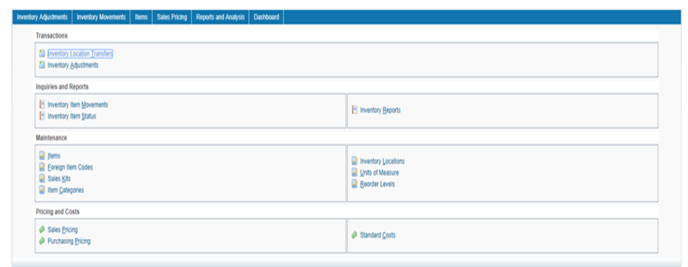 Inventory Adjustments Inventory Movements Items Sales Pricing Reports and Analysis Dashboard
Transactions
Inventory Location Transfers
Inventory Adjustments
Inquiries and Reports
Inventory Item Movements
Inventory Item Status
Inventory Reports
Maintenance
Items
Foreign Item Codes
Sales Kits
Item Categories
Inventory Locations
Units of Measure
Reorder Levels
Pricing and Costs
Sales Pricing
Purchasing Pricing
Standard Costs